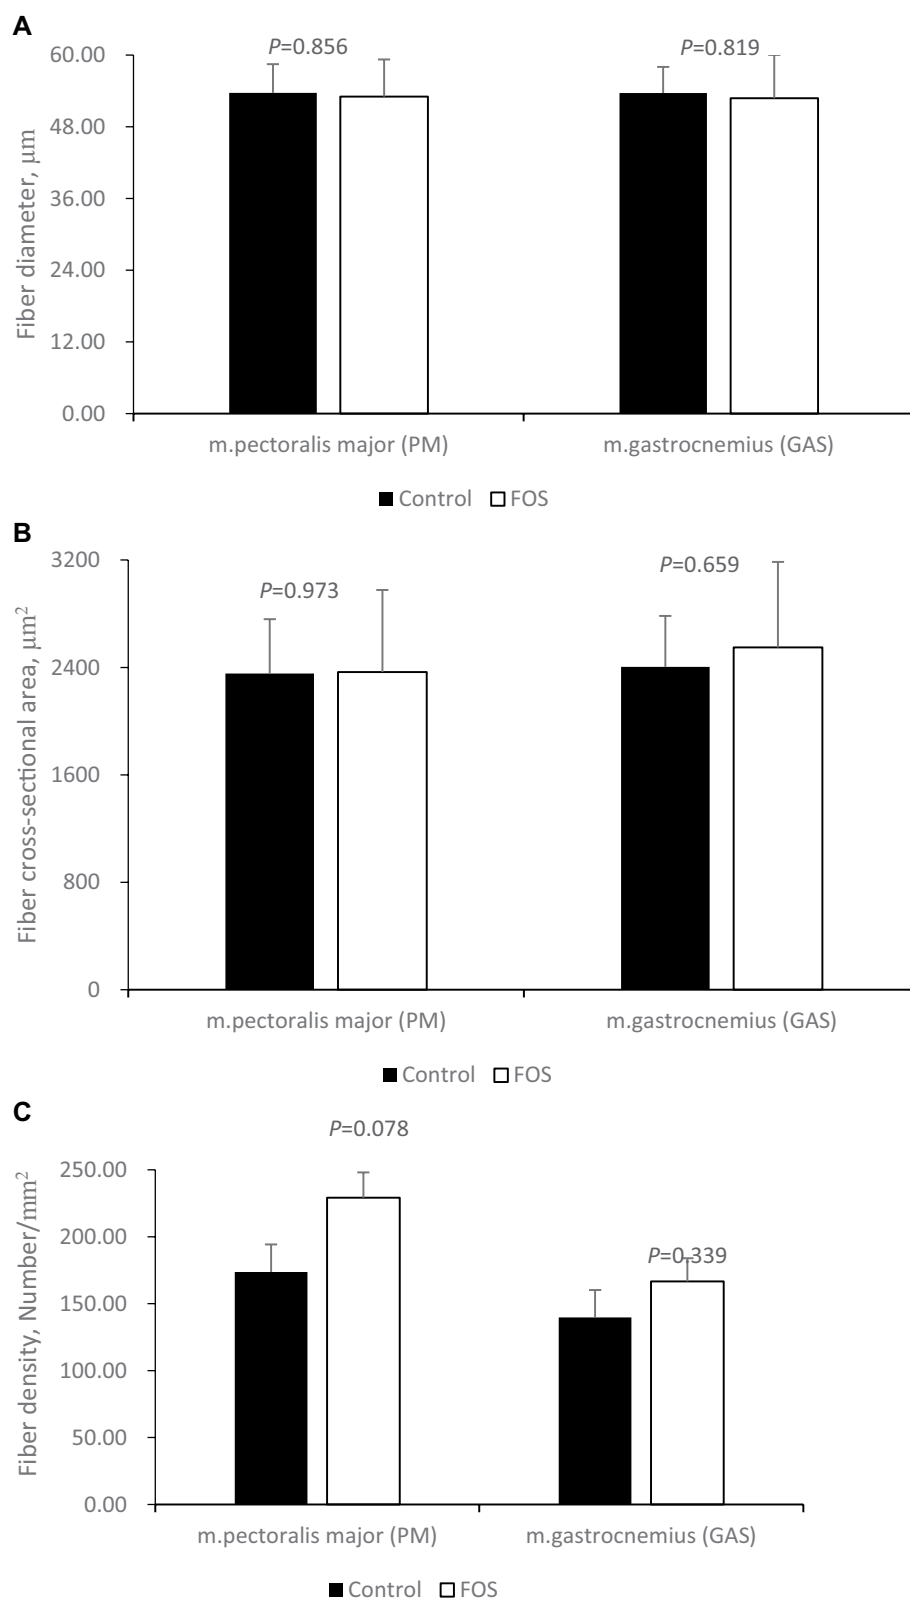 A
P=0.856
P=0.819
60.00
48.00
36.00
24.00
12.00
0.00
Fiber diameter, μm
m.pectoralis major (PM)
m.gastrocnemius (GAS)
Control FOS
B
P=0.973
P=0.659
3200
2400
1600
800
0
Fiber cross-sectional area, μm²
m.pectoralis major (PM)
m.gastrocnemius (GAS)
Control FOS
C
P=0.078
P=0.339
250.00
200.00
150.00
100.00
50.00
0.00
Fiber density, Number/mm²
m.pectoralis major (PM)
m.gastrocnemius (GAS)
Control FOS